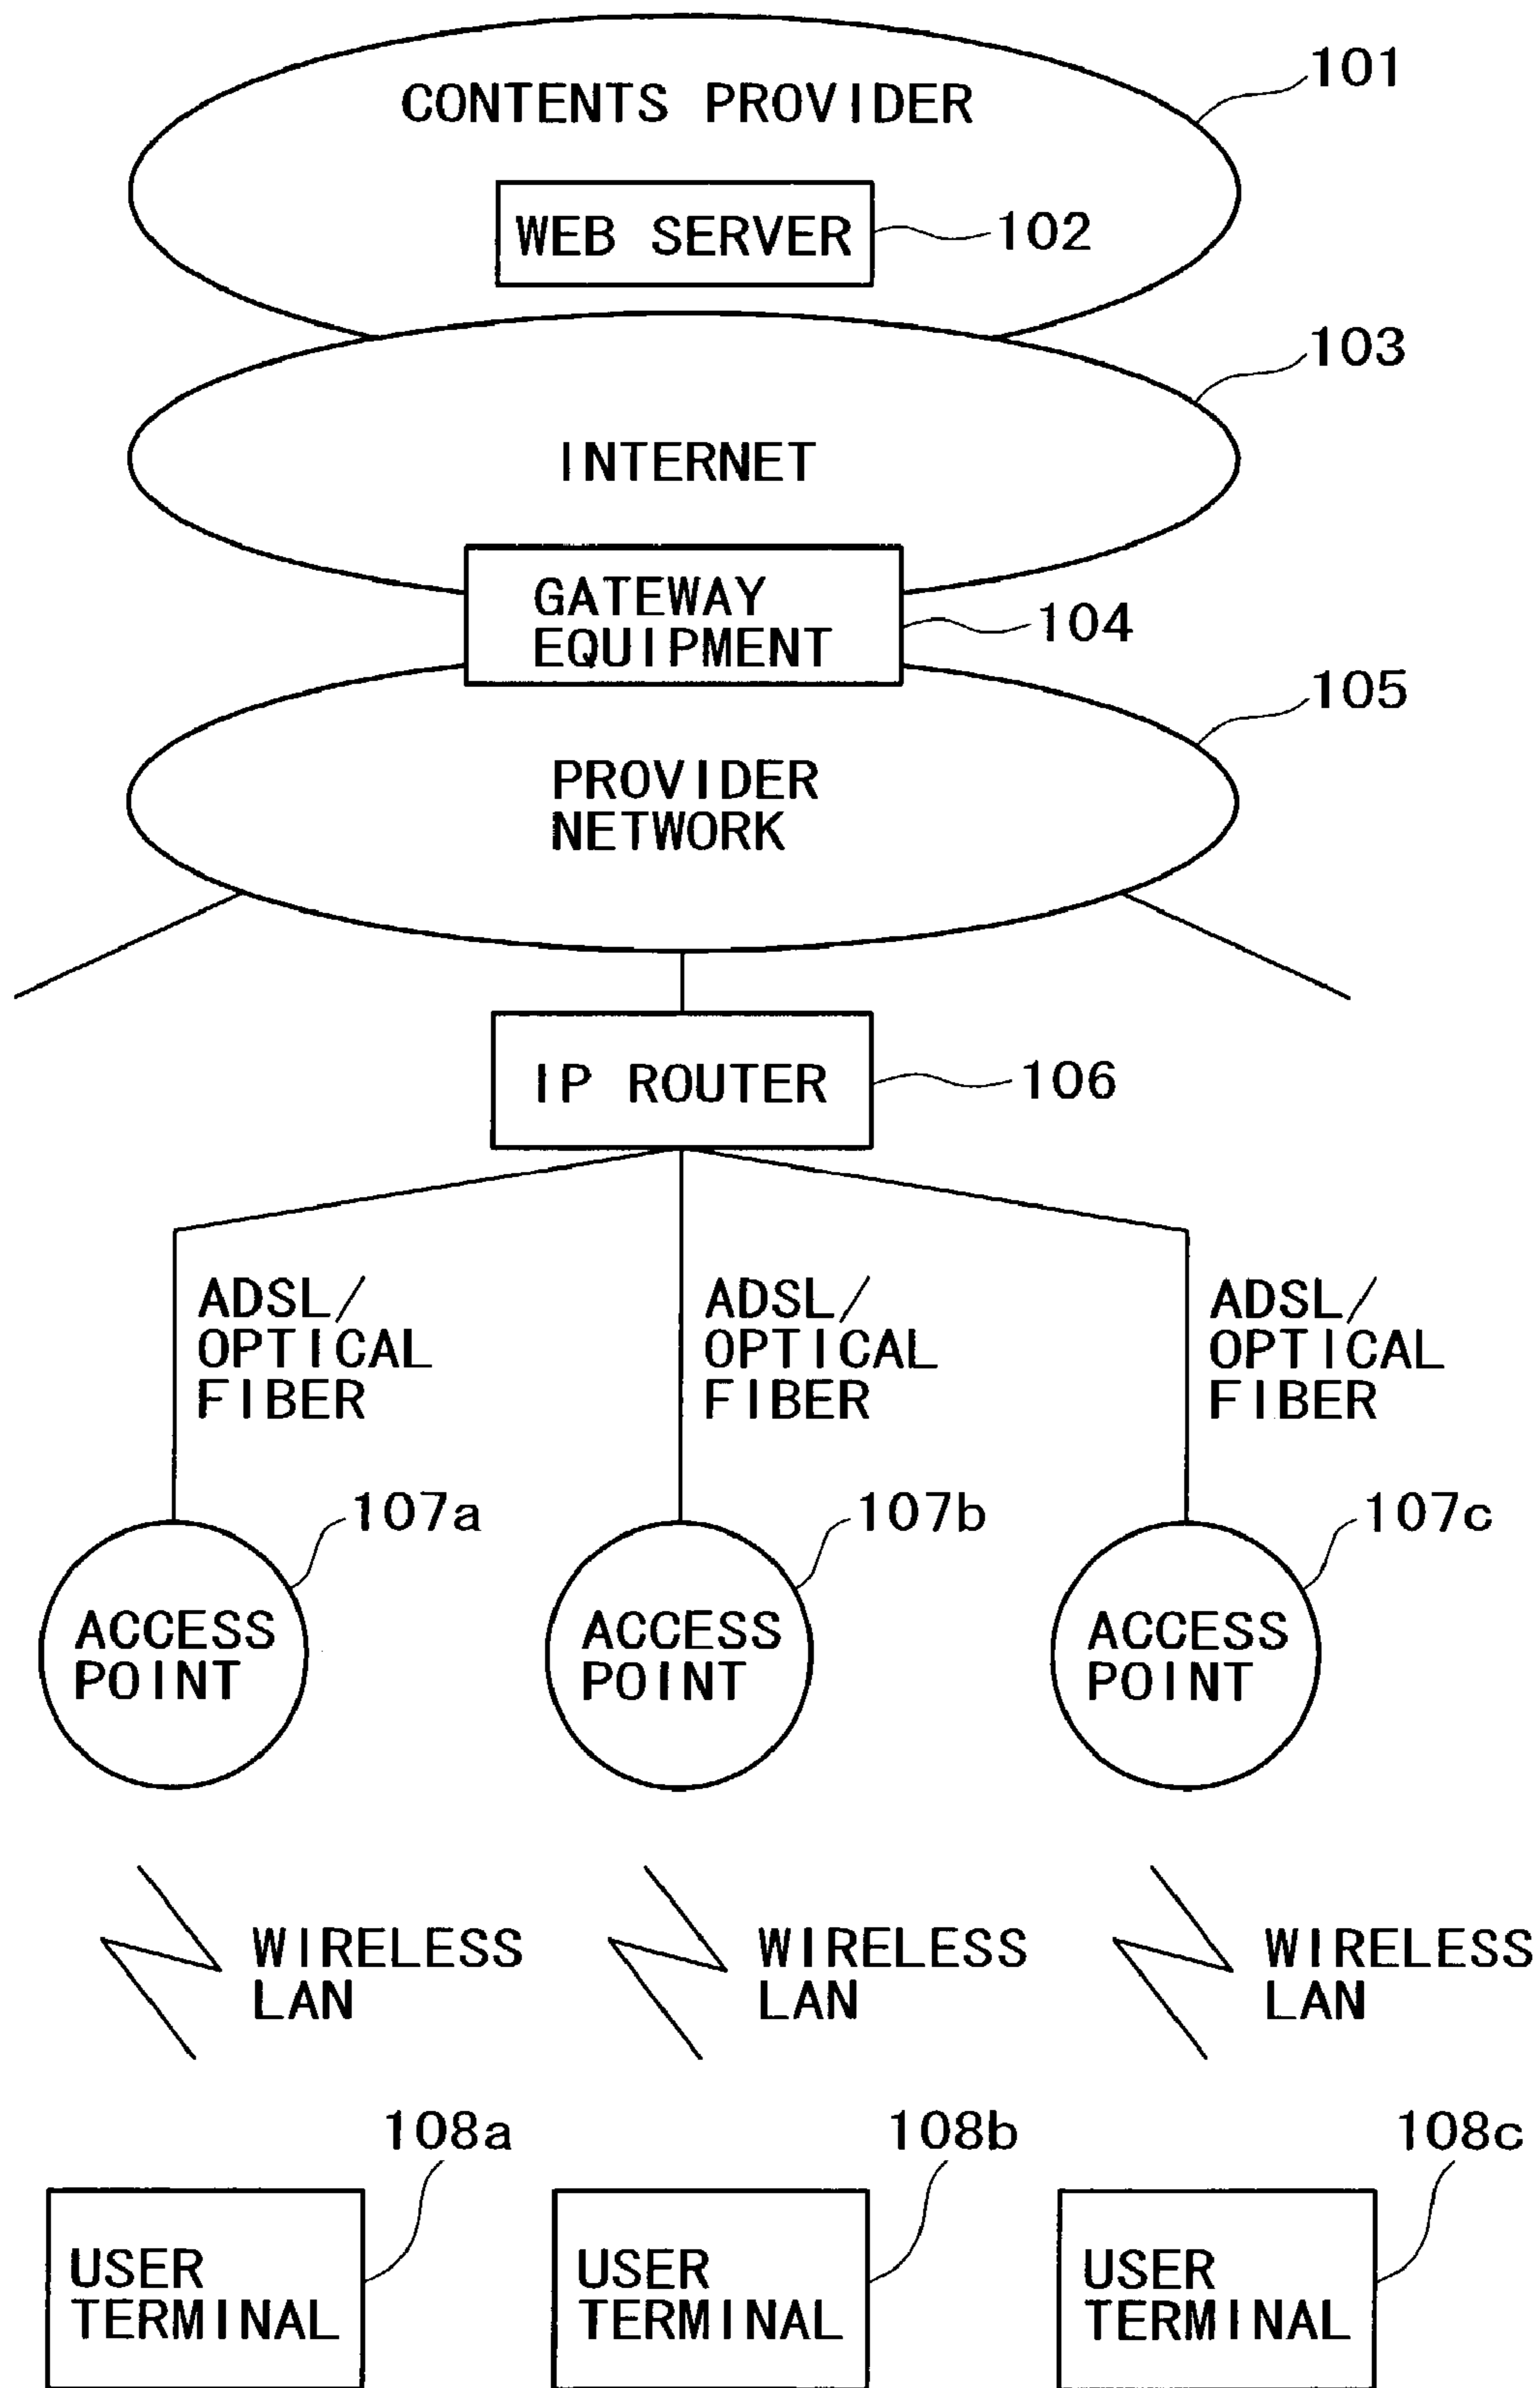 CONTENTS PROVIDER
101
WEB SERVER
102
INTERNET
103
GATEWAY
EQUIPMENT
104
PROVIDER
NETWORK
105
IP ROUTER
106
ADSL/
OPTICAL
FIBER
ADSL/
OPTICAL
FIBER
ADSL/
OPTICAL
FIBER
107a
107b
107c
ACCESS
POINT
ACCESS
POINT
ACCESS
POINT
WIRELESS
LAN
WIRELESS
LAN
WIRELESS
LAN
108a
108b
108c
USER
TERMINAL
USER
TERMINAL
USER
TERMINAL